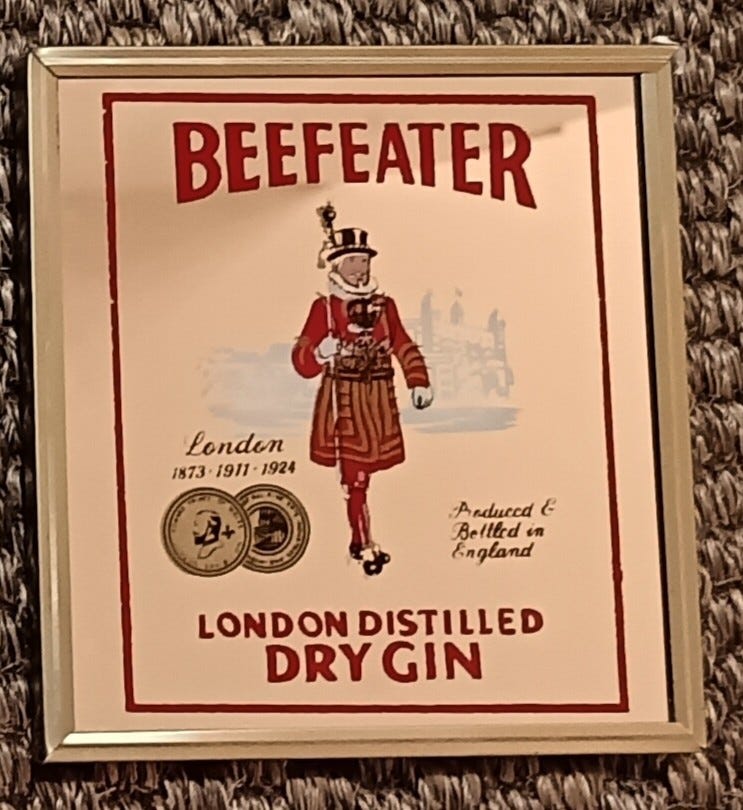 BEEFEATER
London
1873 · 1911 · 1924
Produced &
Bottled in
England
LONDON DISTILLED
DRY GIN